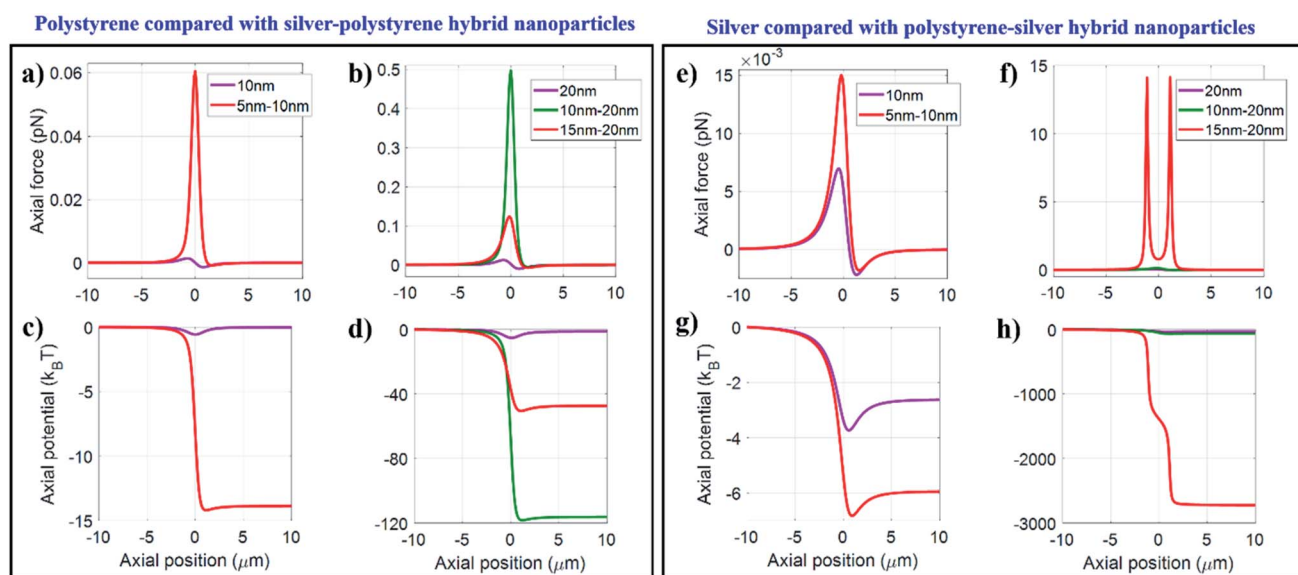 Polystyrene compared with silver-polystyrene hybrid nanoparticles
Silver compared with polystyrene-silver hybrid nanoparticles
a)
0.06
0.04
0.02
0
Axial force (pN)
10nm
5nm-10nm
-10 -5 0 5 10
b)
0.5
0.4
0.3
0.2
0.1
0
20nm
10nm-20nm
15nm-20nm
-10 -5 0 5 10
c)
0
-5
-10
-15
Axial potential (kBT)
-10 -5 0 5 10
Axial position (μm)
d)
0
-40
-80
-120
-10 -5 0 5 10
Axial position (μm)
e)
×10-3
15
10
5
0
Axial force (pN)
10nm
5nm-10nm
-10 -5 0 5 10
f)
15
10
5
0
20nm
10nm-20nm
15nm-20nm
-10 -5 0 5 10
g)
0
-2
-4
-6
Axial potential (kBT)
-10 -5 0 5 10
Axial position (μm)
h)
0
-1000
-2000
-3000
-10 -5 0 5 10
Axial position (μm)